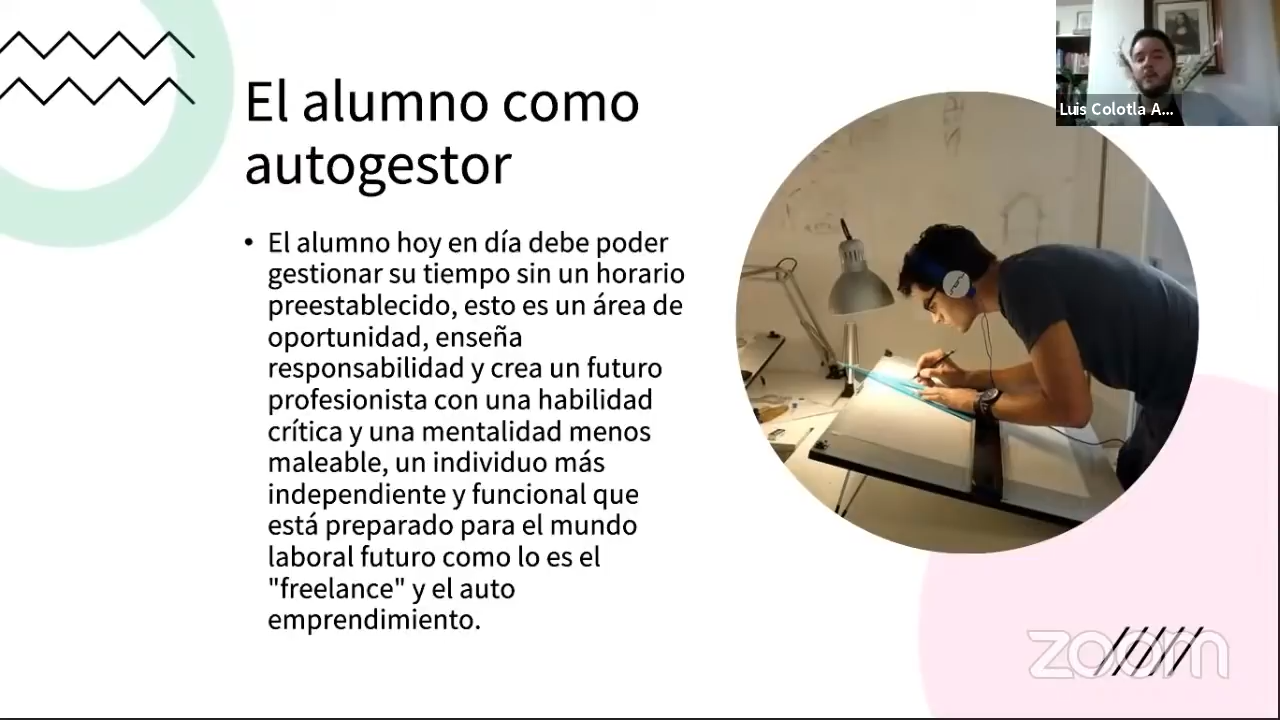 El alumno como
autogestor
• El alumno hoy en día debe poder
gestionar su tiempo sin un horario
preestablecido, esto es un área de
oportunidad, enseña
responsabilidad y crea un futuro
profesionista con una habilidad
crítica y una mentalidad menos
maleable, un individuo más
independiente y funcional que
está preparado para el mundo
laboral futuro como lo es el
"freelance" y el auto
emprendimiento.
Luis Colotla A...
zoom